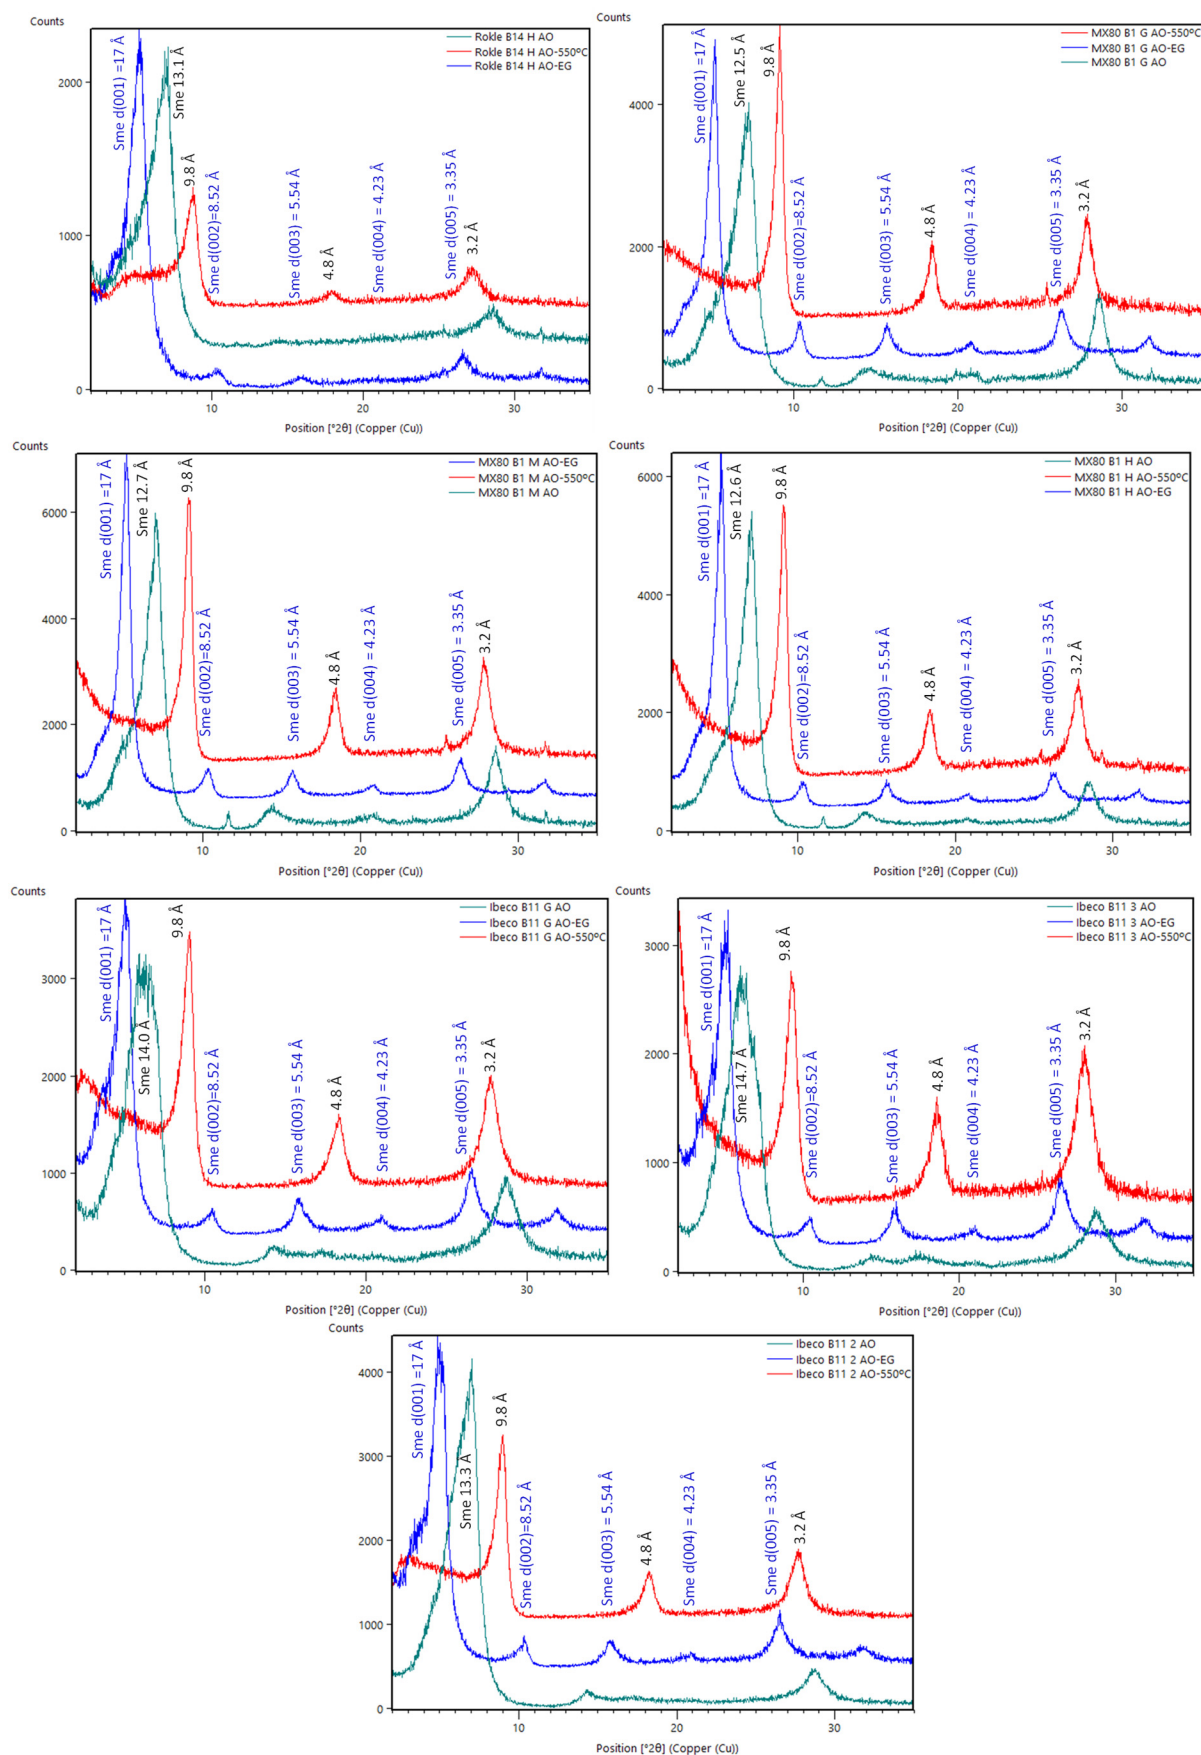 Counts
Rokle B14 H AO
Rokle B14 H AO-550ºC
Rokle B14 H AO-EG
Sme d(001) =17 Å
Sme 13.1 Å
9.8 Å
Sme d(002)=8.52 Å
Sme d(003) = 5.54 Å
4.8 Å
Sme d(004) = 4.23 Å
Sme d(005) = 3.35 Å
3.2 Å
2000
1000
0
10
20
30
Position [°2θ] (Copper (Cu))
Counts
MX80 B1 G AO-550ºC
MX80 B1 G AO-EG
MX80 B1 G AO
Sme d(001) =17 Å
Sme 12.5 Å
9.8 Å
Sme d(002)=8.52 Å
Sme d(003) = 5.54 Å
4.8 Å
Sme d(004) = 4.23 Å
Sme d(005) = 3.35 Å
3.2 Å
4000
2000
0
10
20
30
Position [°2θ] (Copper (Cu))
Counts
MX80 B1 M AO-EG
MX80 B1 M AO-550ºC
MX80 B1 M AO
Sme d(001) =17 Å
Sme 12.7 Å
9.8 Å
Sme d(002)=8.52 Å
Sme d(003) = 5.54 Å
4.8 Å
Sme d(004) = 4.23 Å
Sme d(005) = 3.35 Å
3.2 Å
6000
4000
2000
0
10
20
30
Position [°2θ] (Copper (Cu))
Counts
MX80 B1 H AO
MX80 B1 H AO-550ºC
MX80 B1 H AO-EG
Sme d(001) =17 Å
Sme 12.6 Å
9.8 Å
Sme d(002)=8.52 Å
Sme d(003) = 5.54 Å
4.8 Å
Sme d(004) = 4.23 Å
Sme d(005) = 3.35 Å
3.2 Å
6000
4000
2000
0
10
20
30
Position [°2θ] (Copper (Cu))
Counts
Ibeco B11 G AO
Ibeco B11 G AO-EG
Ibeco B11 G AO-550ºC
Sme d(001) =17 Å
Sme 14.0 Å
9.8 Å
Sme d(002)=8.52 Å
Sme d(003) = 5.54 Å
4.8 Å
Sme d(004) = 4.23 Å
Sme d(005) = 3.35 Å
3.2 Å
3000
2000
1000
0
10
20
30
Position [°2θ] (Copper (Cu))
Counts
Ibeco B11 3 AO
Ibeco B11 3 AO-EG
Ibeco B11 3 AO-550ºC
Sme d(001) =17 Å
Sme 14.7 Å
9.8 Å
Sme d(002)=8.52 Å
Sme d(003) = 5.54 Å
4.8 Å
Sme d(004) = 4.23 Å
Sme d(005) = 3.35 Å
3.2 Å
3000
2000
1000
0
10
20
30
Position [°2θ] (Copper (Cu))
Counts
Ibeco B11 2 AO
Ibeco B11 2 AO-EG
Ibeco B11 2 AO-550ºC
Sme d(001) =17 Å
Sme 13.3 Å
9.8 Å
Sme d(002)=8.52 Å
Sme d(003) = 5.54 Å
4.8 Å
Sme d(004) = 4.23 Å
Sme d(005) = 3.35 Å
3.2 Å
4000
3000
2000
1000
0
10
20
30
Position [°2θ] (Copper (Cu))